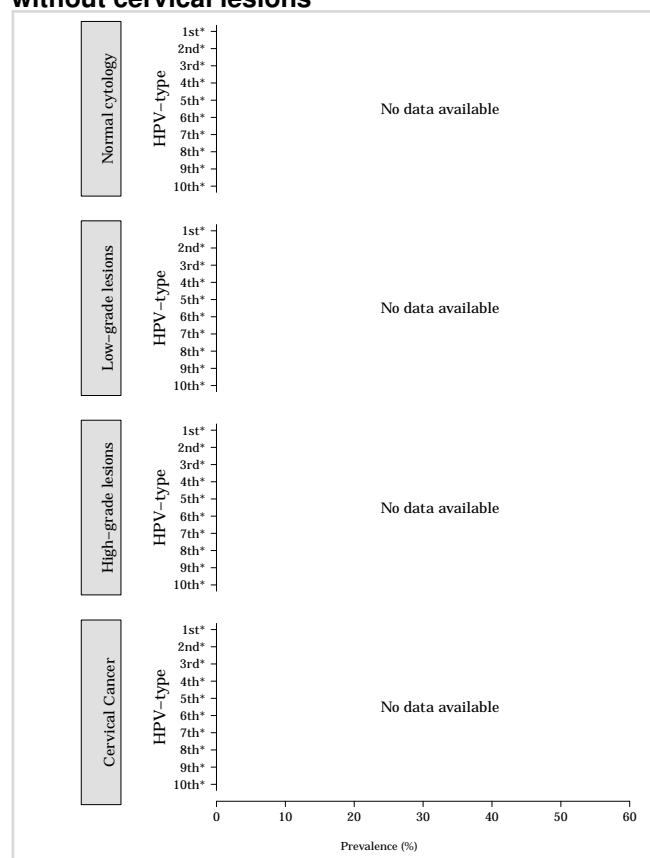 without cervical lesions
Normal cytology
HPV−type
1st*
2nd*
3rd*
4th*
5th*
6th*
7th*
8th*
9th*
10th*
No data available
Low−grade lesions
HPV−type
1st*
2nd*
3rd*
4th*
5th*
6th*
7th*
8th*
9th*
10th*
No data available
High−grade lesions
HPV−type
1st*
2nd*
3rd*
4th*
5th*
6th*
7th*
8th*
9th*
10th*
No data available
Cervical Cancer
HPV−type
1st*
2nd*
3rd*
4th*
5th*
6th*
7th*
8th*
9th*
10th*
No data available
0 10 20 30 40 50 60
Prevalence (%)